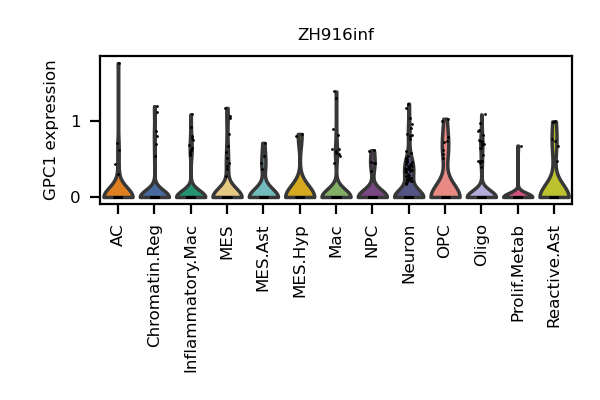 ZH916inf
GPC1 expression
1
0
AC
Chromatin.Reg
Inflammatory.Mac
MES
MES.Ast
MES.Hyp
Mac
NPC
Neuron
OPC
Oligo
Prolif.Metab
Reactive.Ast